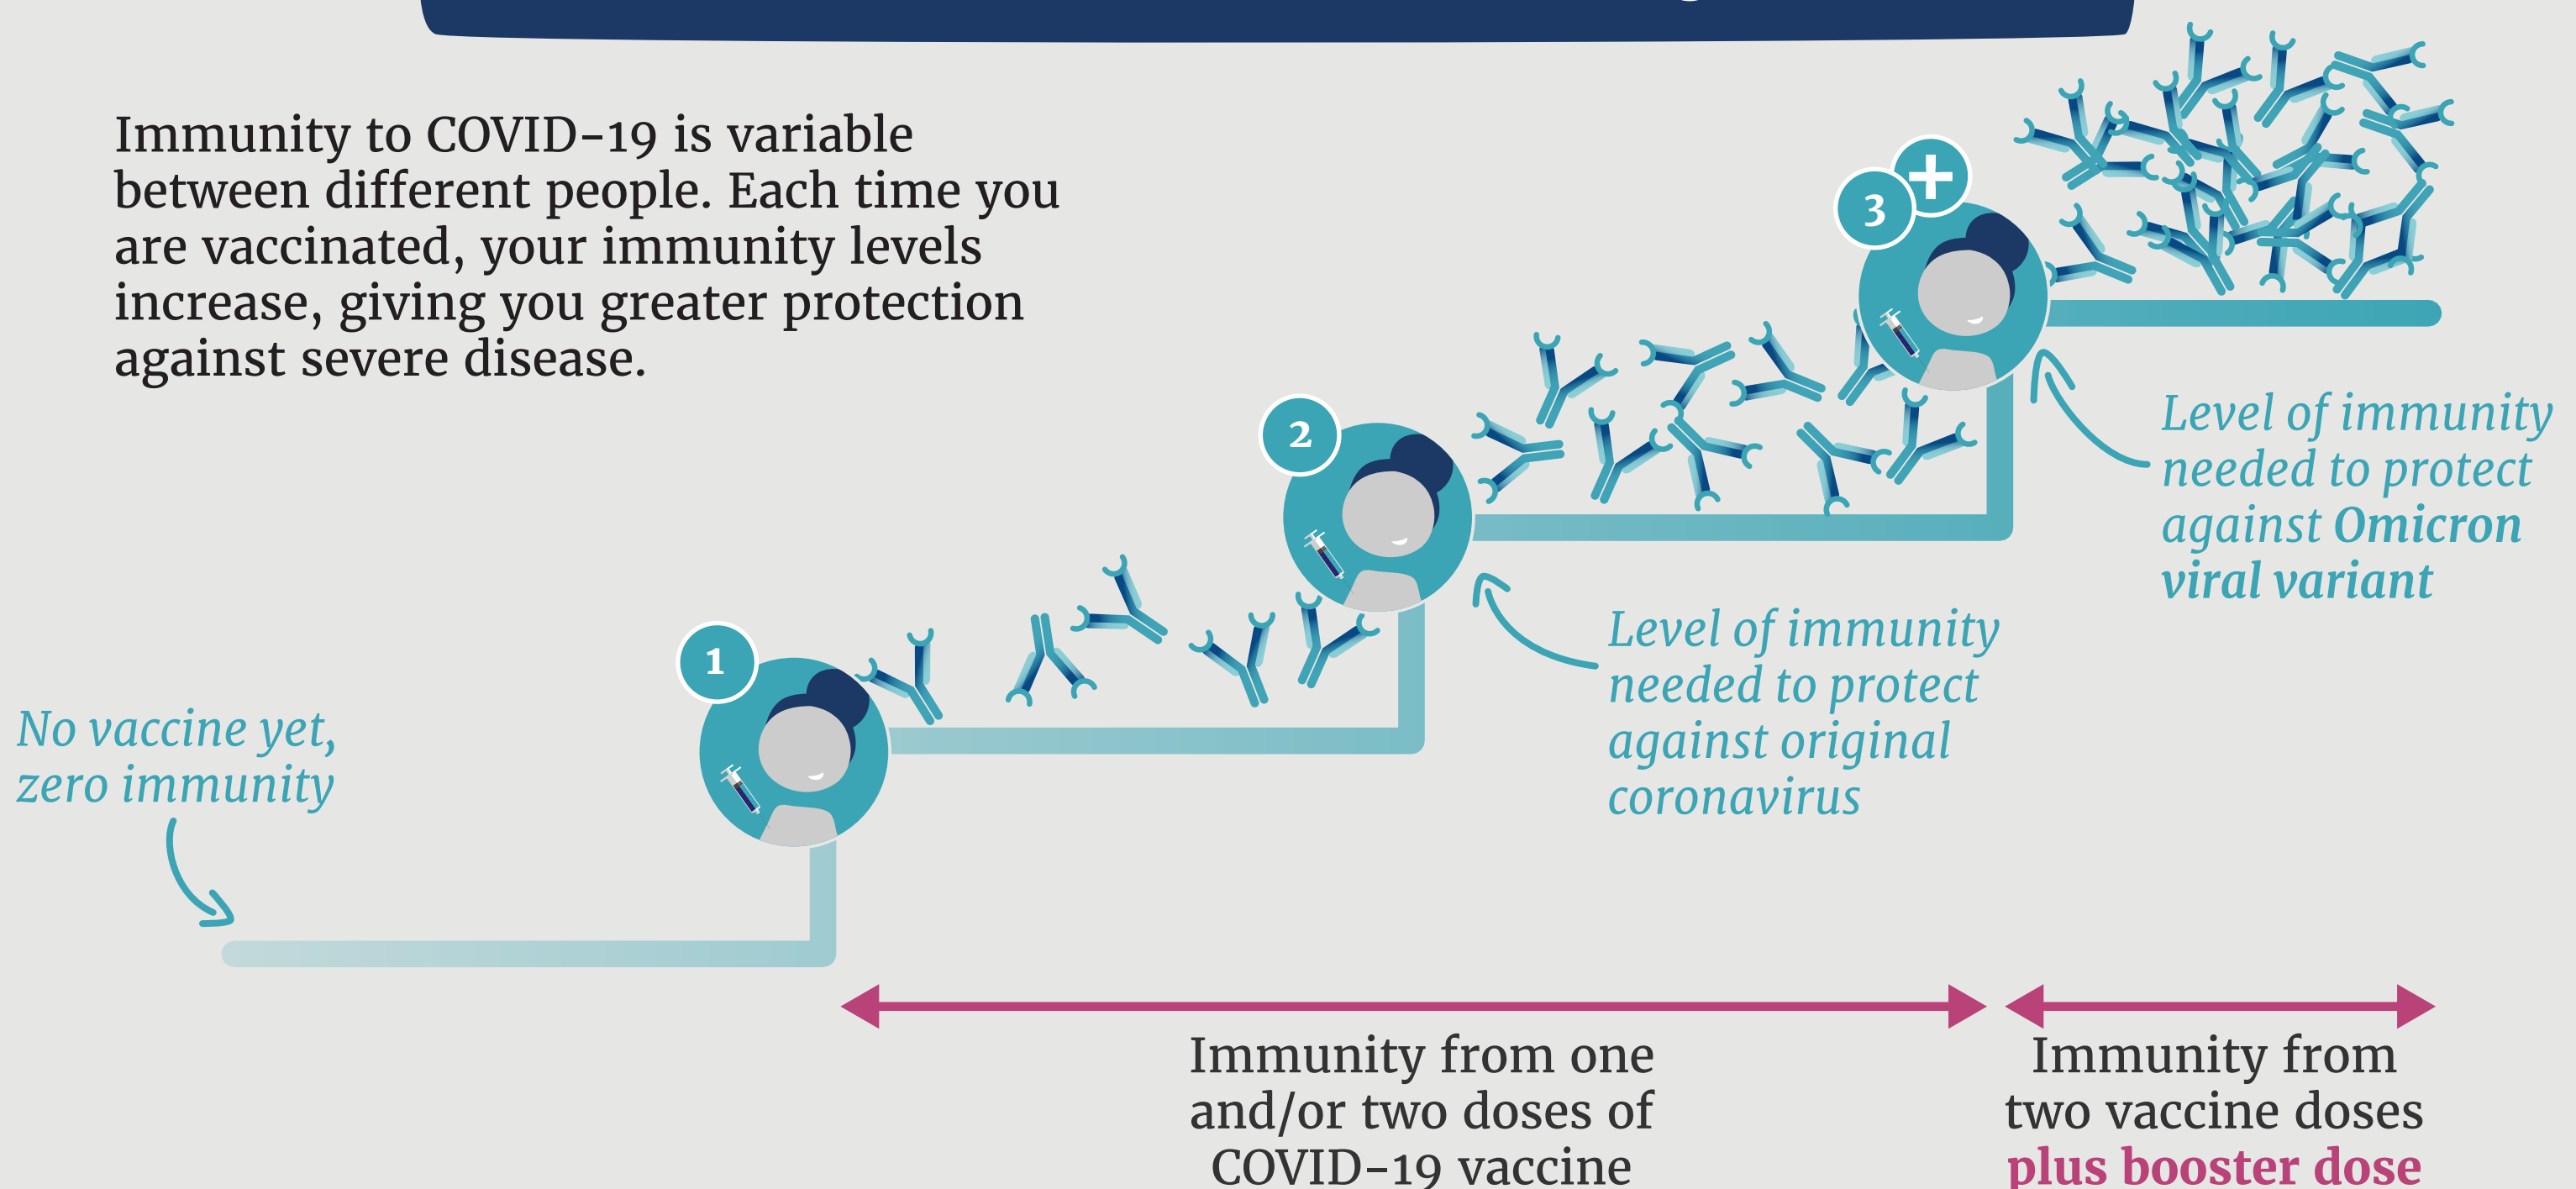 Immunity to COVID-19 is variable
between different people. Each time you
are vaccinated, your immunity levels
increase, giving you greater protection
against severe disease.
3
+
Level of immunity
needed to protect
against Omicron
viral variant
2
Level of immunity
needed to protect
against original
coronavirus
1
No vaccine yet,
zero immunity
Immunity from one
and/or two doses of
COVID-19 vaccine
Immunity from
two vaccine doses
plus booster dose